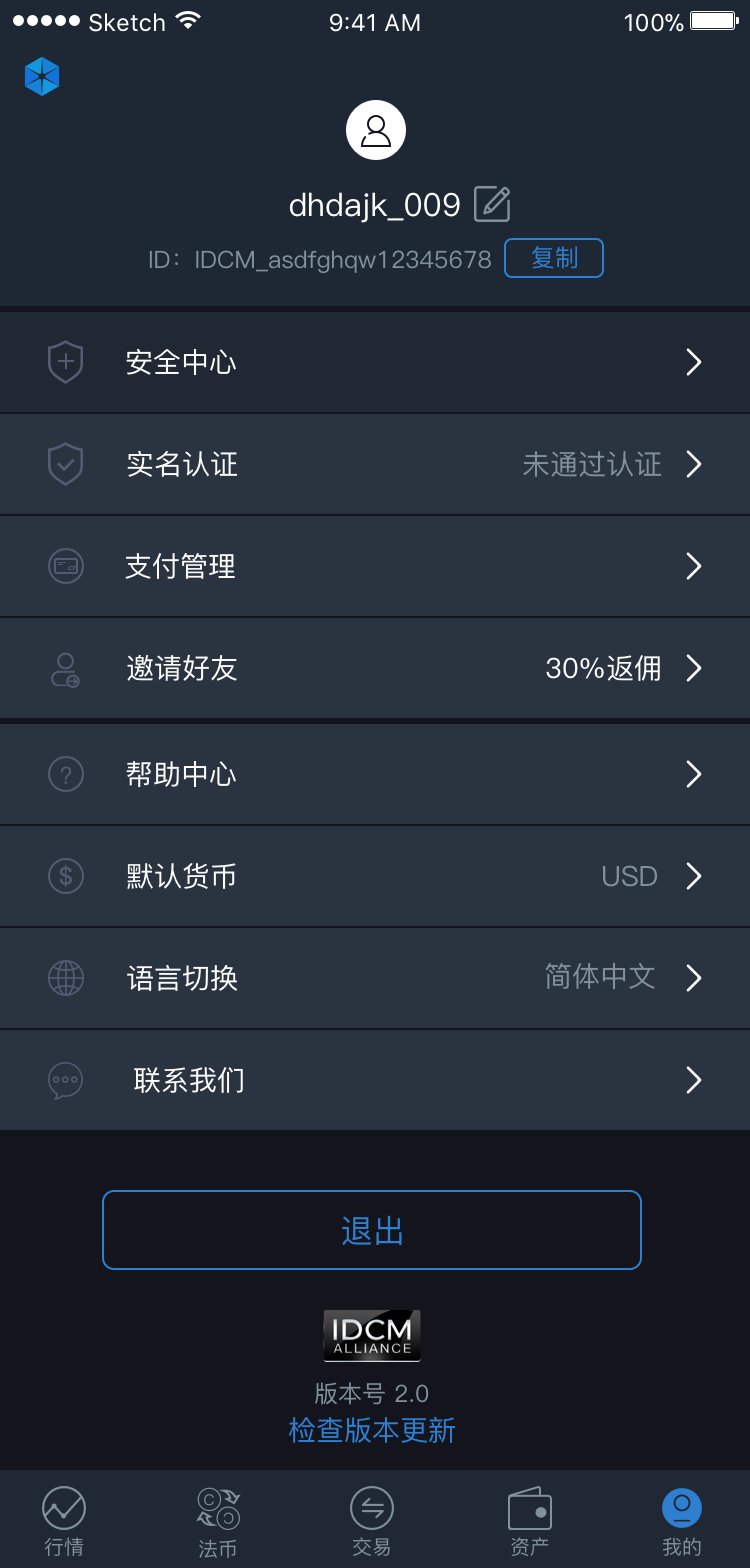 Sketch 9:41 AM 100%
dhdajk_009
ID：IDCM_asdfghqw12345678 复制
安全中心
实名认证 未通过认证
支付管理
邀请好友 30%返佣
帮助中心
默认货币 USD
语言切换 简体中文
联系我们
退出
IDCM
ALLIANCE
版本号 2.0
检查版本更新
行情 法币 交易 资产 我的